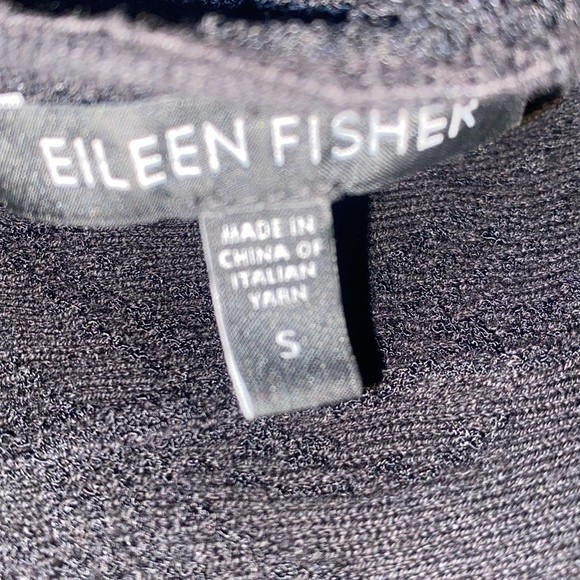 EILEEN FISHER
MADE IN
CHINA OF
ITALIAN
YARN
S